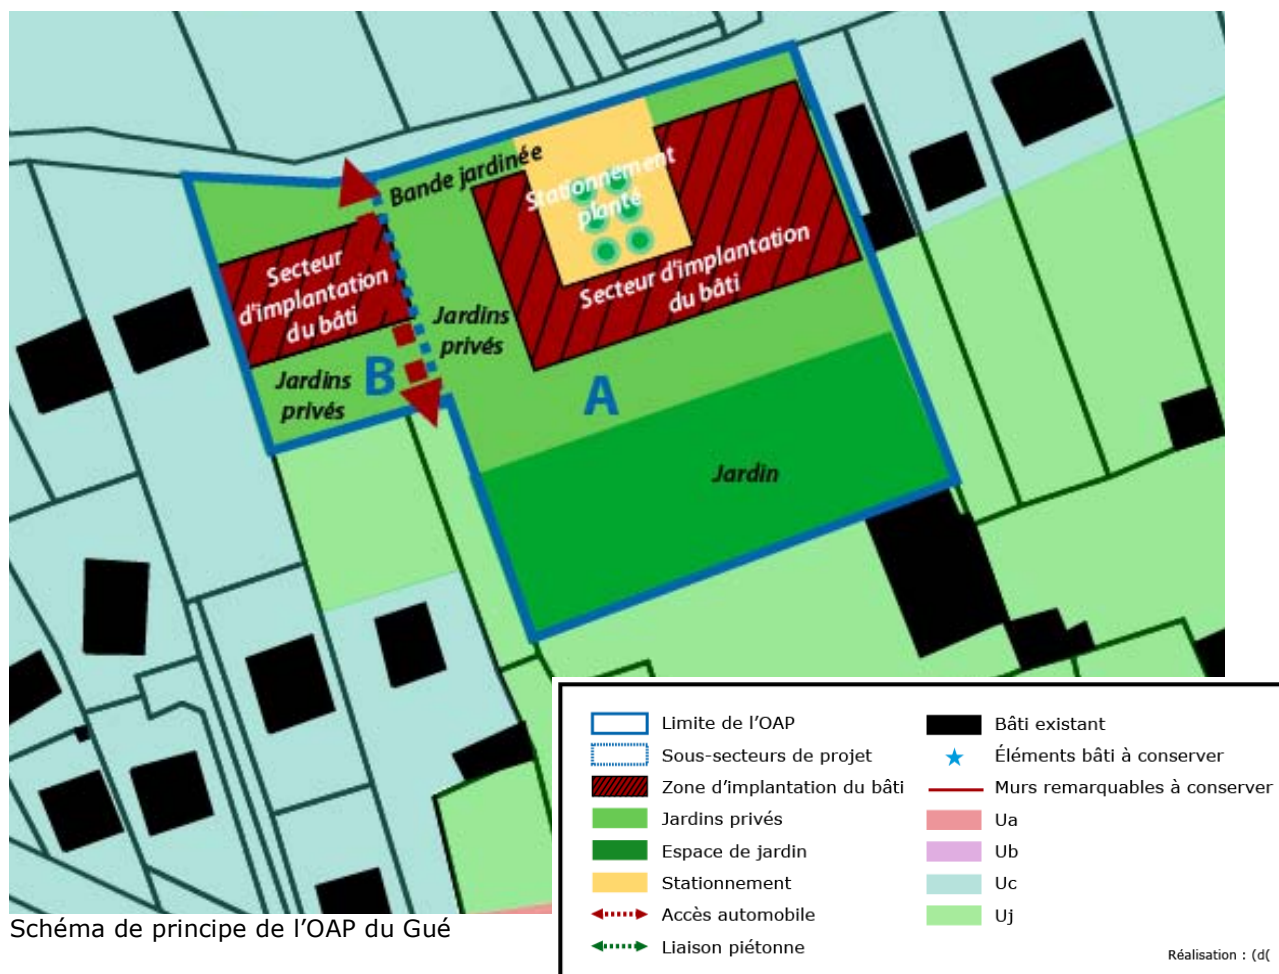 Bande jardinée
Stationnement
planté
Secteur
d'implantation
du bâti
Secteur d'implantation
du bâti
Jardins
privés
Jardins
privés
B
A
Jardin
Limite de l'OAP
Sous-secteurs de projet
Zone d'implantation du bâti
Jardins privés
Espace de jardin
Stationnement
Accès automobile
Liaison piétonne
Bâti existant
Éléments bâti à conserver
Murs remarquables à conserver
Ua
Ub
Uc
Uj
Réalisation : (d(
Schéma de principe de l'OAP du Gué